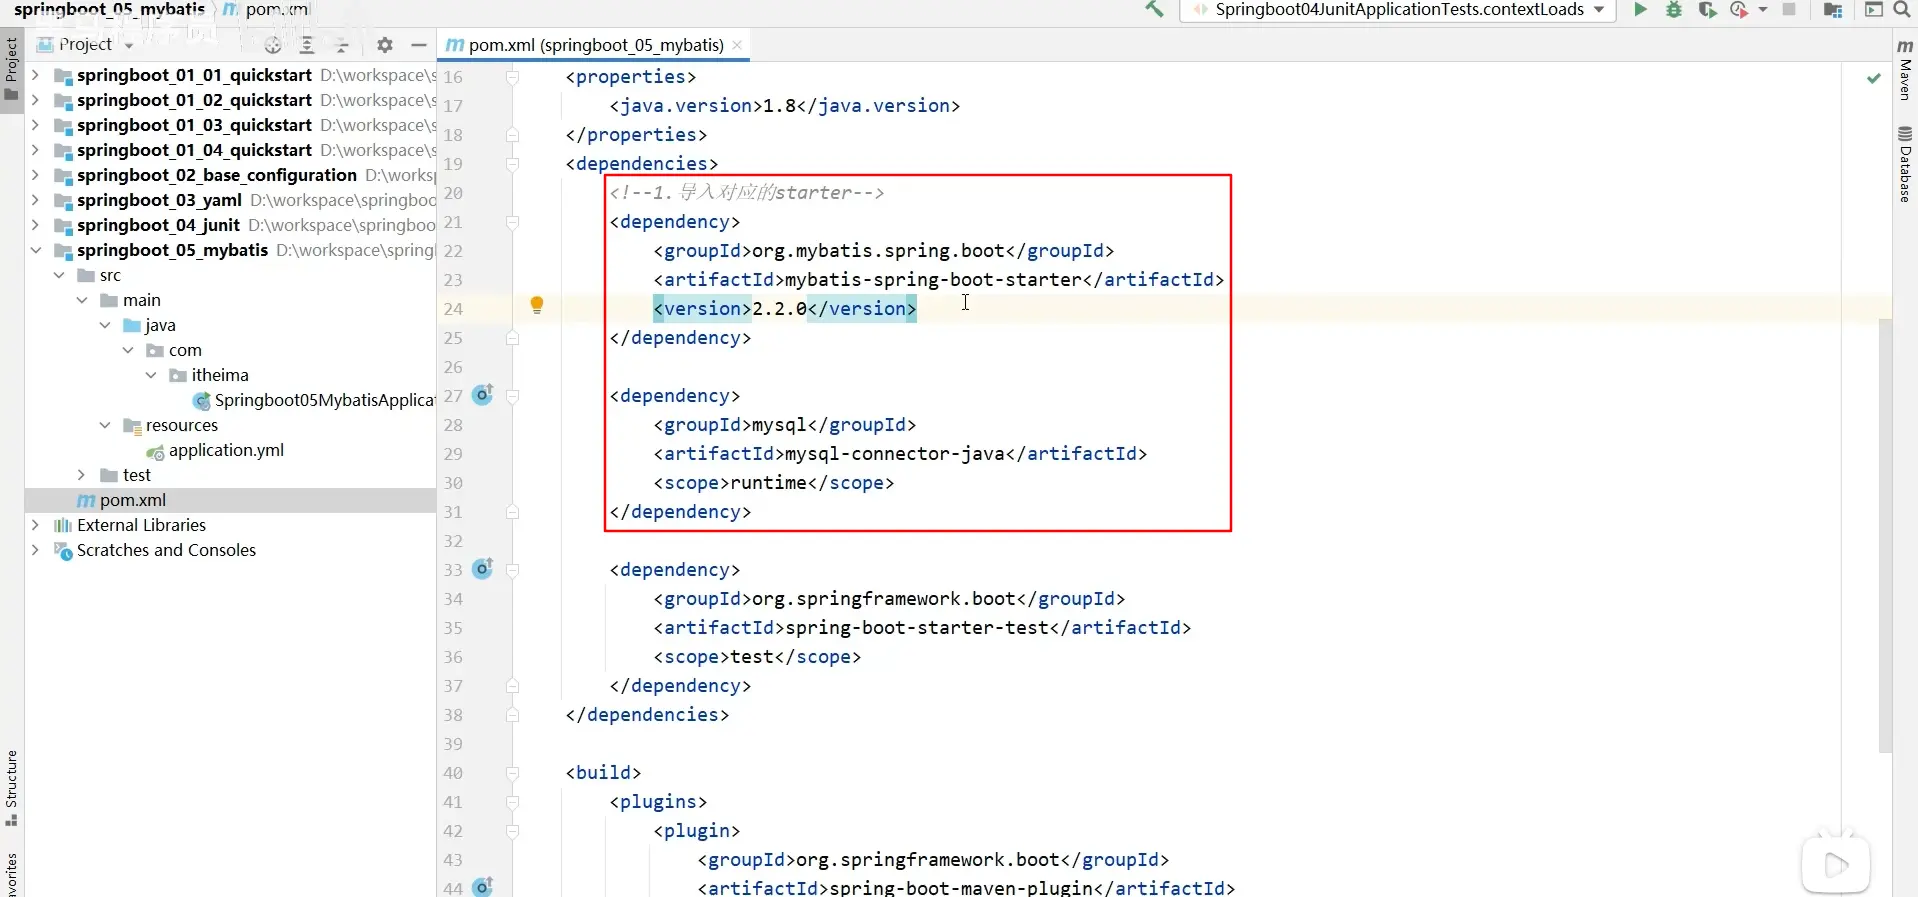 springboot_05_mybatis
pom.xml
Springboot04JunitApplicationTests.contextLoads
Project
pom.xml (springboot_05_mybatis)
Project
Structure
Maven
Database
springboot_01_01_quickstart D:\workspace\s
springboot_01_02_quickstart D:\workspace\s
springboot_01_03_quickstart D:\workspace\s
springboot_01_04_quickstart D:\workspace\s
springboot_02_base_configuration D:\works
springboot_03_yaml D:\workspace\springboo
springboot_04_junit D:\workspace\springboo
springboot_05_mybatis D:\workspace\spring
src
main
java
com
itheima
Springboot05MybatisApplica
resources
application.yml
test
pom.xml
External Libraries
Scratches and Consoles
16 <properties>
17 <java.version>1.8</java.version>
18 </properties>
19 <dependencies>
20 <!--1.导入对应的starter-->
21 <dependency>
22 <groupId>org.mybatis.spring.boot</groupId>
23 <artifactId>mybatis-spring-boot-starter</artifactId>
24 <version>2.2.0</version>
25 </dependency>
26
27 <dependency>
28 <groupId>mysql</groupId>
29 <artifactId>mysql-connector-java</artifactId>
30 <scope>runtime</scope>
31 </dependency>
32
33 <dependency>
34 <groupId>org.springframework.boot</groupId>
35 <artifactId>spring-boot-starter-test</artifactId>
36 <scope>test</scope>
37 </dependency>
38 </dependencies>
39
40 <build>
41 <plugins>
42 <plugin>
43 <groupId>org.springframework.boot</groupId>
44 <artifactId>spring-boot-maven-plugin</artifactId>